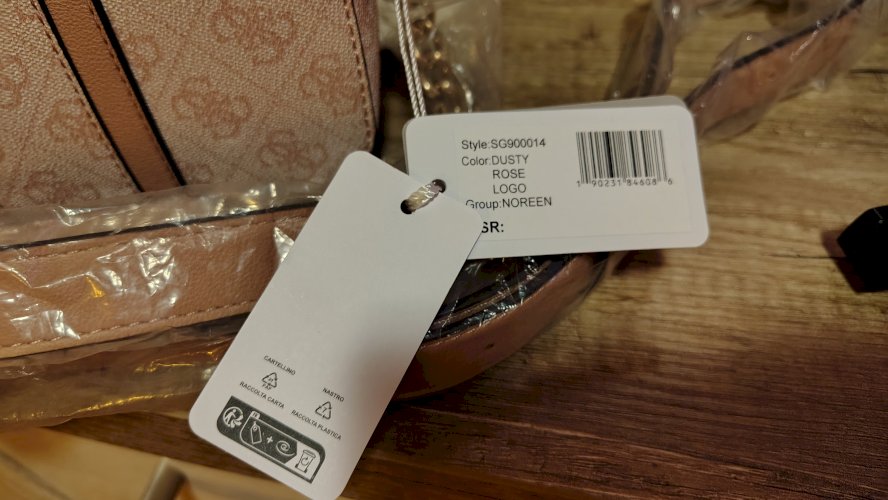 Style:SG900014
Color:DUSTY
ROSE
LOGO
Group:NOREEN
SR:
1 90231 84608 6
CARTELLINO
RACCOLTA CARTA
NASTRO
RACCOLTA PLASTICA